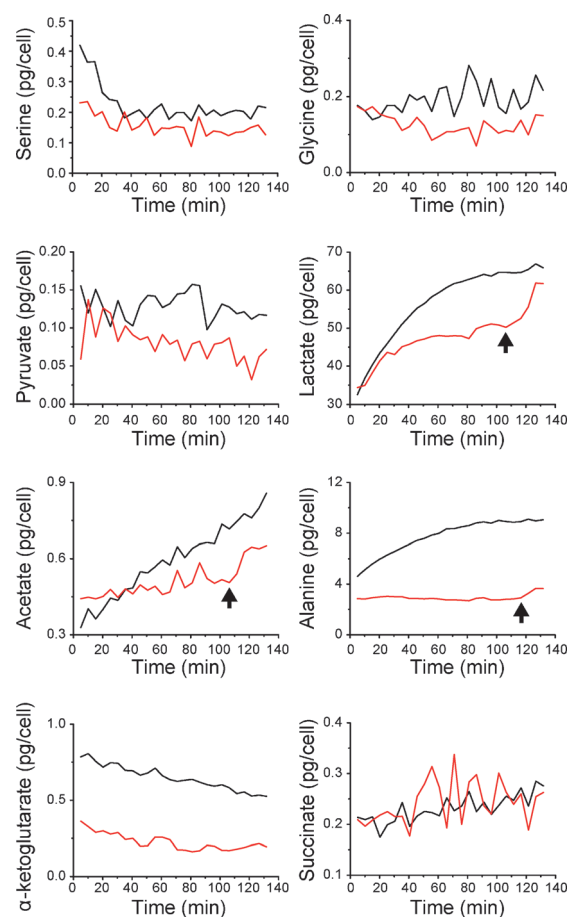 0.5
0.4
0.3
0.2
0.1
0.0
Serine (pg/cell)
0 20 40 60 80 100 120 140
Time (min)
0.4
0.2
0.0
Glycine (pg/cell)
0 20 40 60 80 100 120 140
Time (min)
0.20
0.15
0.10
0.05
0.00
Pyruvate (pg/cell)
0 20 40 60 80 100 120 140
Time (min)
70
60
50
40
30
Lactate (pg/cell)
0 20 40 60 80 100 120 140
Time (min)
0.9
0.6
0.3
Acetate (pg/cell)
0 20 40 60 80 100 120 140
Time (min)
12
8
4
0
Alanine (pg/cell)
0 20 40 60 80 100 120 140
Time (min)
1.0
0.5
0.0
α-ketoglutarate (pg/cell)
0 20 40 60 80 100 120 140
Time (min)
0.4
0.3
0.2
0.1
Succinate (pg/cell)
0 20 40 60 80 100 120 140
Time (min)